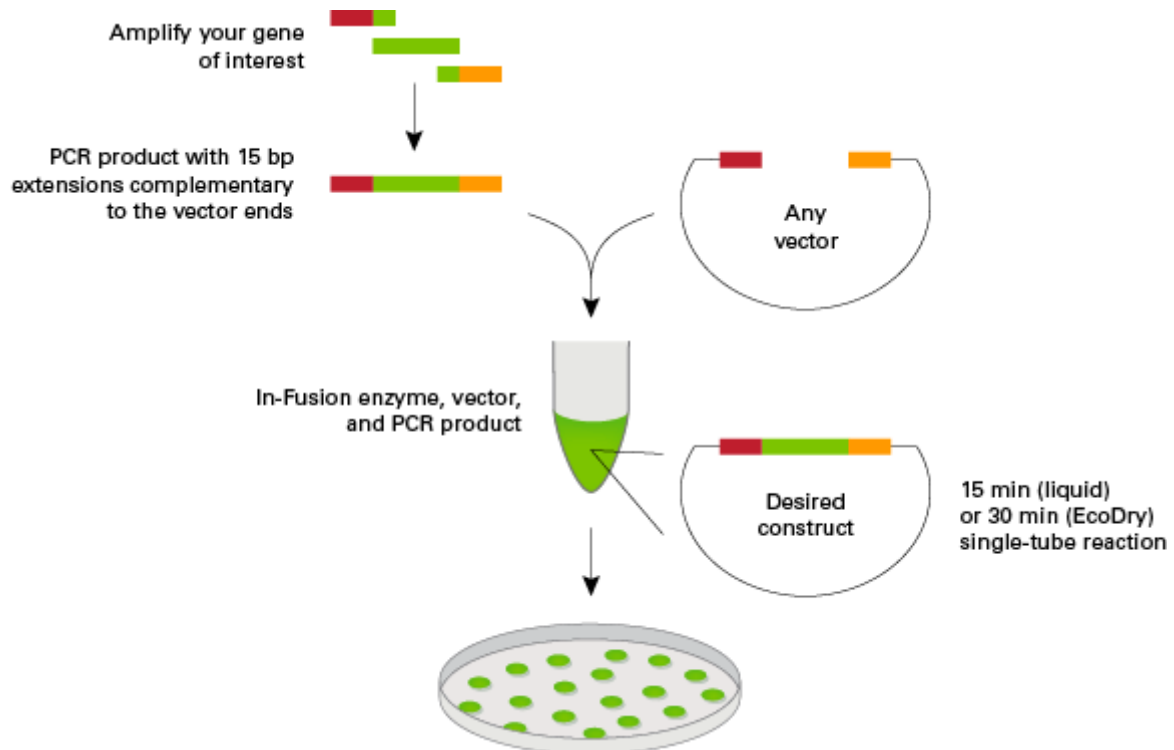 Amplify your gene
of interest
PCR product with 15 bp
extensions complementary
to the vector ends
Any
vector
In-Fusion enzyme, vector,
and PCR product
Desired
construct
15 min (liquid)
or 30 min (EcoDry)
single-tube reaction